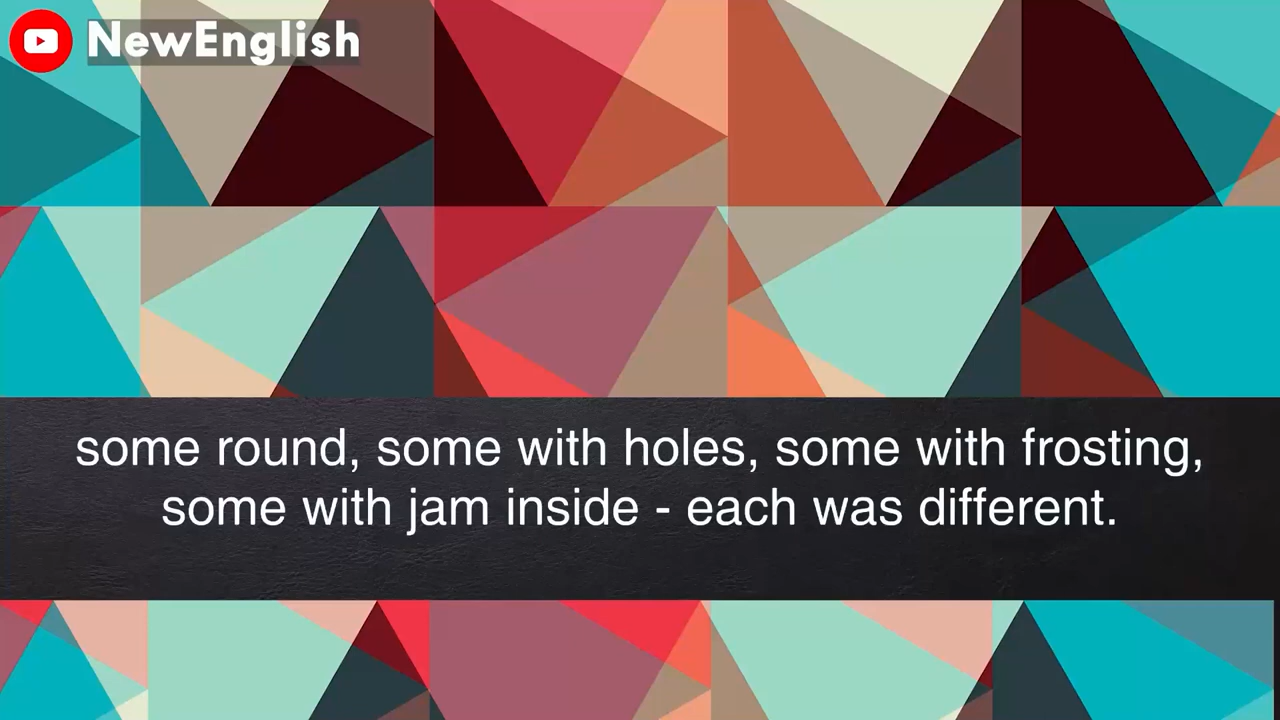 NewEnglish
some round, some with holes, some with frosting,
some with jam inside - each was different.